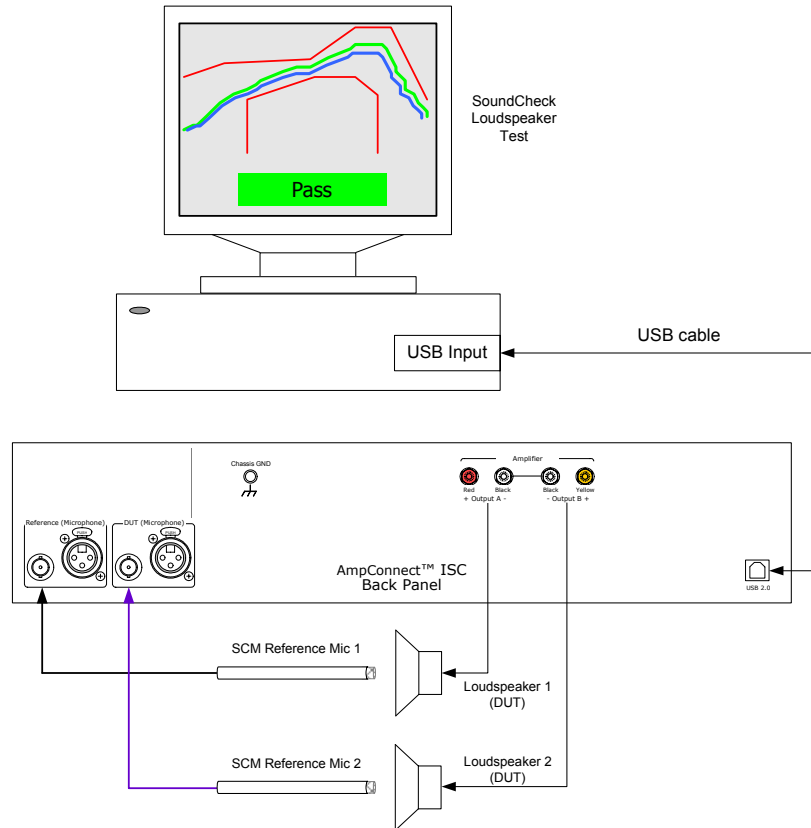 SoundCheck
Loudspeaker
Test
Pass
USB Input
USB cable
Chassis GND
Amplifier
Red
Black
Black
Yellow
+ Output A -
- Output B +
Reference (Microphone)
DUT (Microphone)
PUSH
PUSH
AmpConnect™ ISC
Back Panel
USB 2.0
SCM Reference Mic 1
Loudspeaker 1
(DUT)
SCM Reference Mic 2
Loudspeaker 2
(DUT)